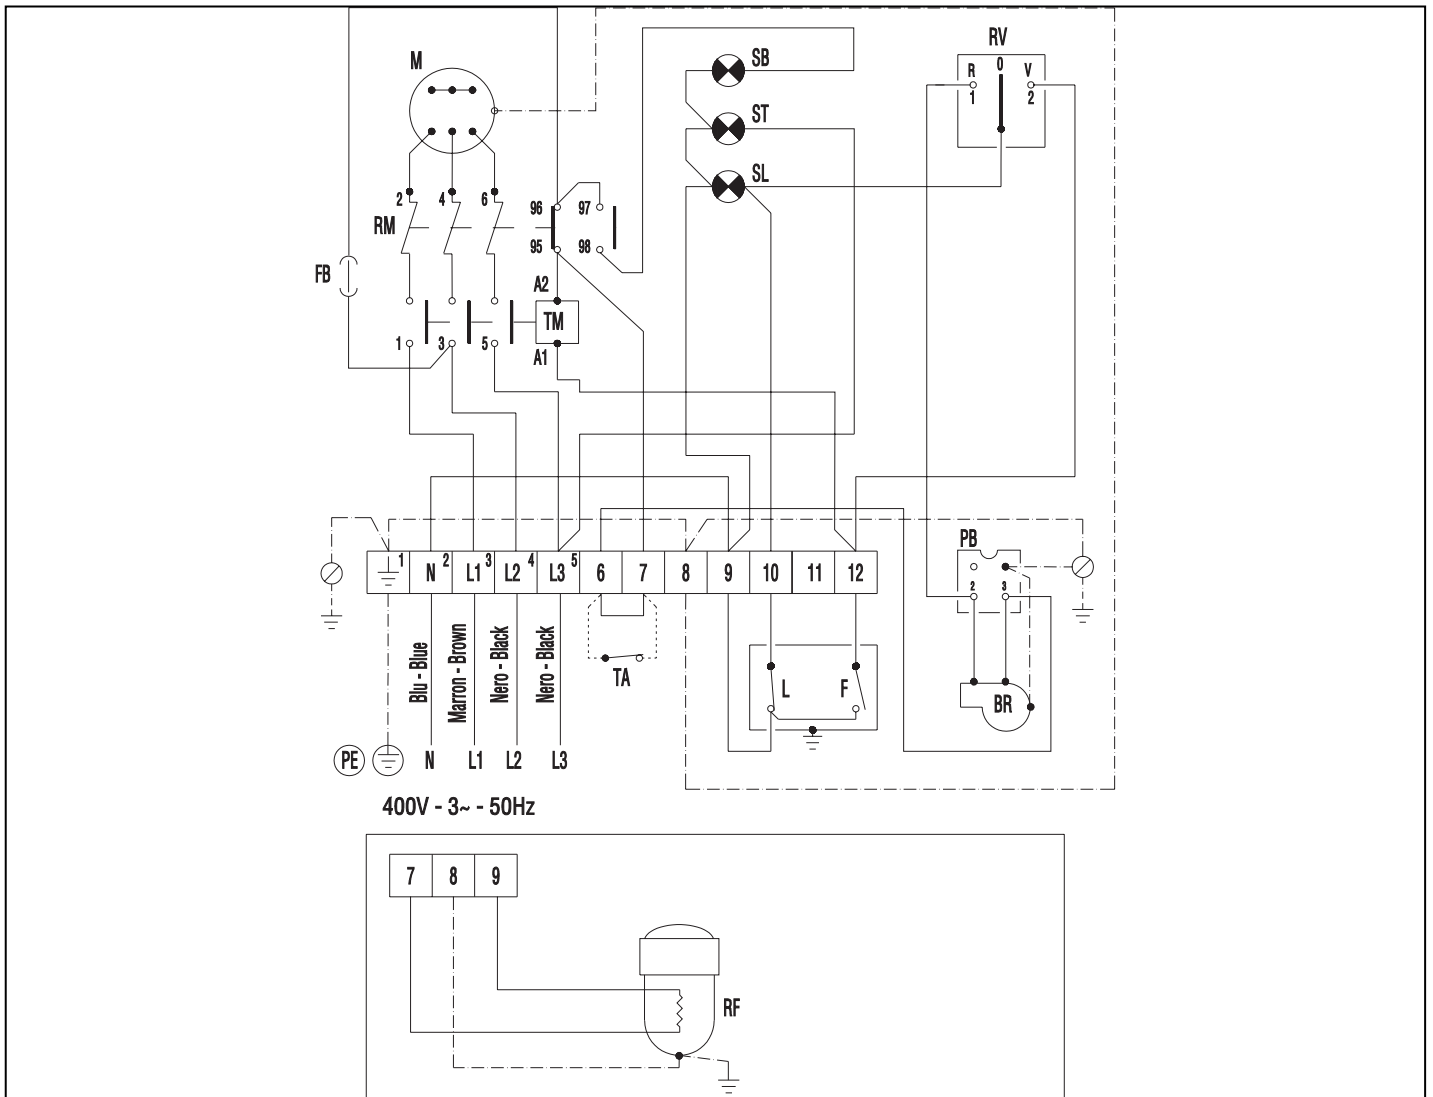 M
SB
RV
R
0
V
1
2
ST
SL
2
4
6
96
97
RM
95
98
FB
A2
TM
1
3
5
A1
PB
1
N
2
L1
3
L2
4
L3
5
6
7
8
9
10
11
12
2
3
Blu - Blue
Marron - Brown
Nero - Black
Nero - Black
TA
L
F
BR
PE
N
L1
L2
L3
400V - 3~ - 50Hz
7
8
9
RF